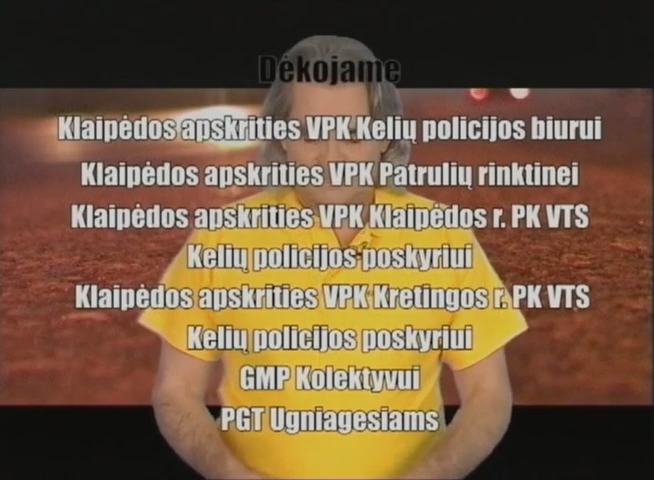 Dėkojame
Klaipėdos apskrities VPK Kelių policijos biurui
Klaipėdos apskrities VPK Patrulių rinktinei
Klaipėdos apskrities VPK Klaipėdos r. PK VTS
Kelių policijos poskyriui
Klaipėdos apskrities VPK Kretingos r. PK VTS
Kelių policijos poskyriui
GMP Kolektyvui
PGT Ugniagesiams